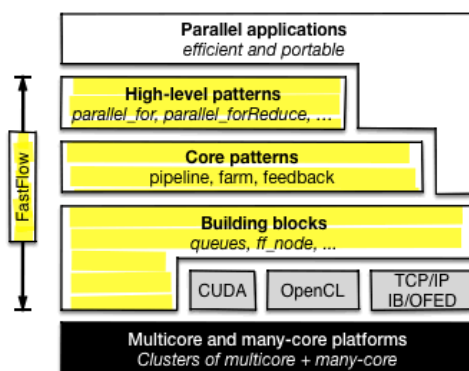 Parallel applications
efficient and portable
High-level patterns
parallel_for, parallel_forReduce, ...
Core patterns
pipeline, farm, feedback
FastFlow
Building blocks
queues, ff_node, ...
CUDA
OpenCL
TCP/IP
IB/OFED
Multicore and many-core platforms
Clusters of multicore + many-core